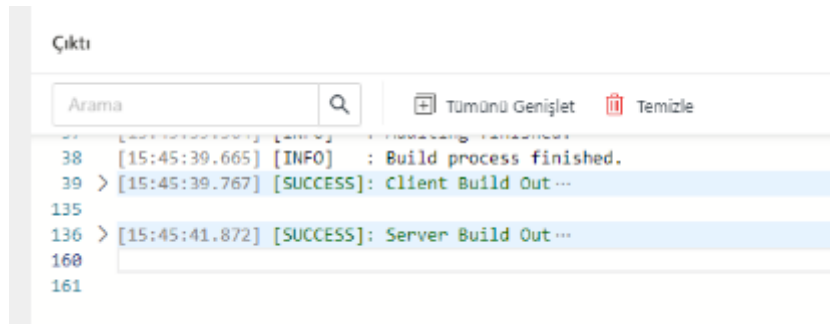 Çıktı
Arama Tümünü Genişlet Temizle
38 [15:45:39.665] [INFO] : Build process finished.
39 > [15:45:39.767] [SUCCESS]: Client Build Out···
135
136 > [15:45:41.872] [SUCCESS]: Server Build Out···
160
161